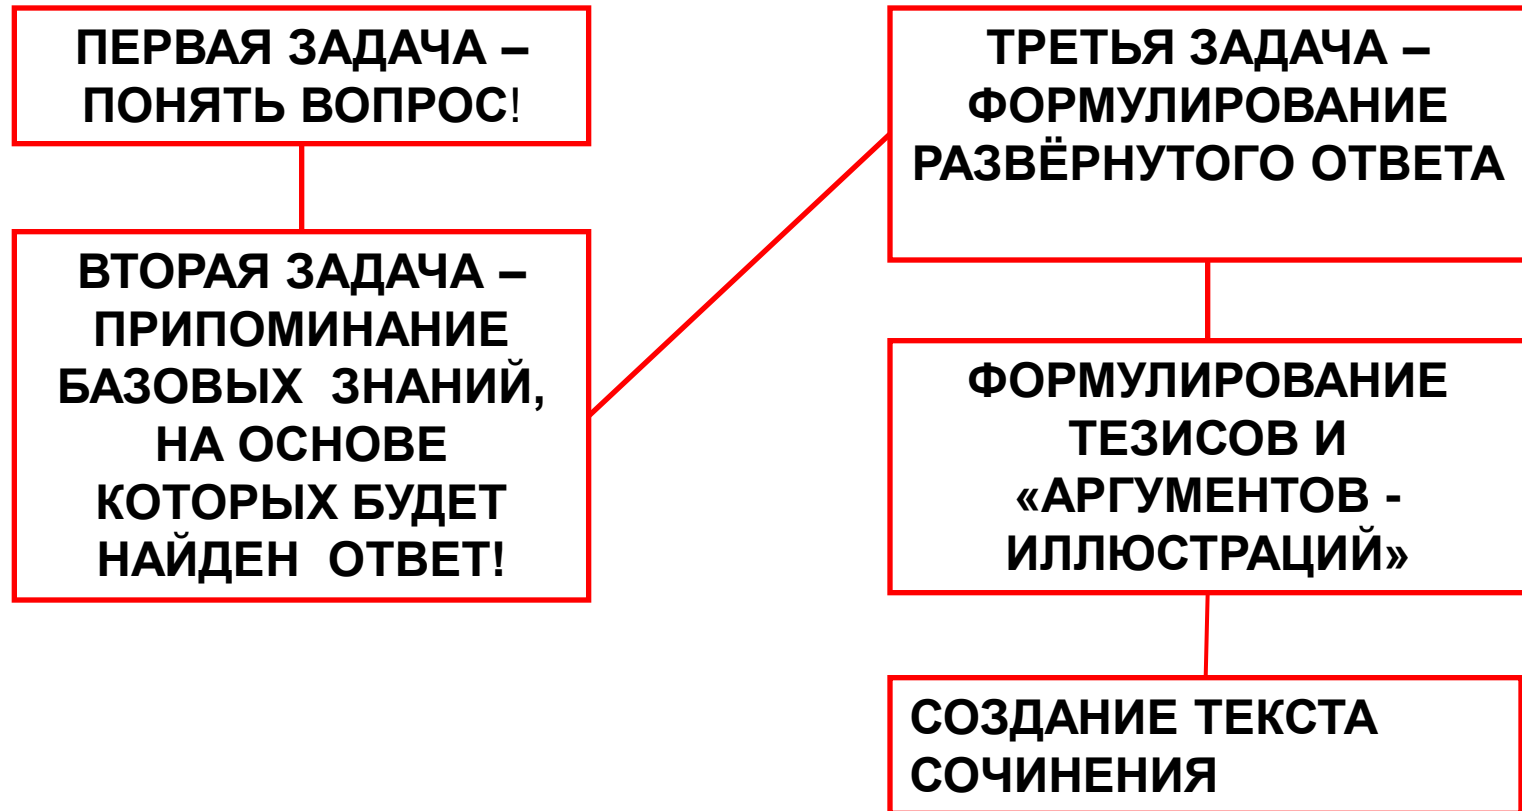 ПЕРВАЯ ЗАДАЧА –
ПОНЯТЬ ВОПРОС!
ВТОРАЯ ЗАДАЧА –
ПРИПОМИНАНИЕ
БАЗОВЫХ ЗНАНИЙ,
НА ОСНОВЕ
КОТОРЫХ БУДЕТ
НАЙДЕН ОТВЕТ!
ТРЕТЬЯ ЗАДАЧА –
ФОРМУЛИРОВАНИЕ
РАЗВЁРНУТОГО ОТВЕТА
ФОРМУЛИРОВАНИЕ
ТЕЗИСОВ И
«АРГУМЕНТОВ -
ИЛЛЮСТРАЦИЙ»
СОЗДАНИЕ ТЕКСТА
СОЧИНЕНИЯ